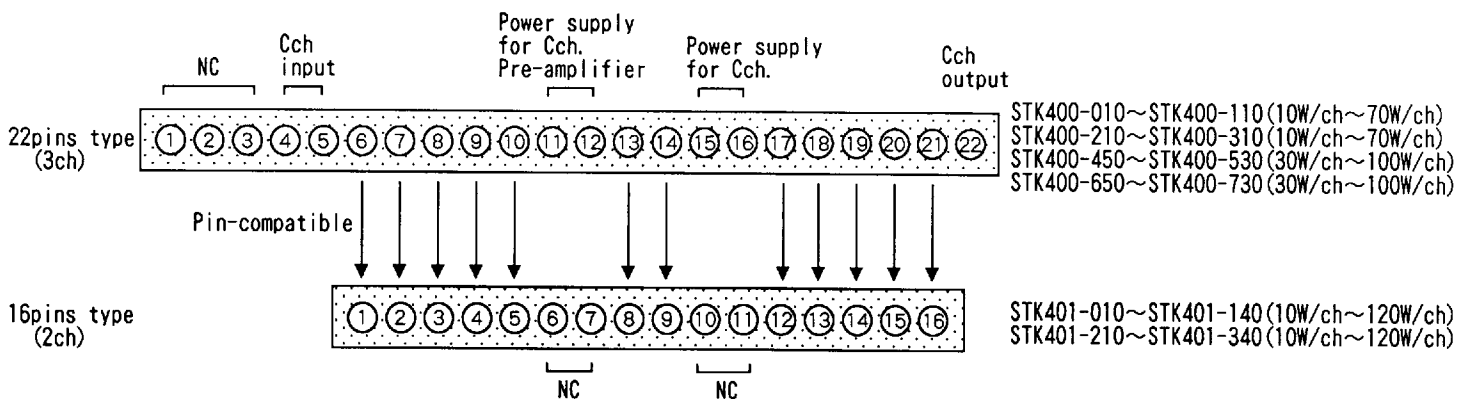 NC
Cch
input
Power supply
for Cch.
Pre-amplifier
Power supply
for Cch.
Cch
output
22pins type
(3ch)
1 2 3 4 5 6 7 8 9 10 11 12 13 14 15 16 17 18 19 20 21 22
STK400-010~STK400-110(10W/ch~70W/ch)
STK400-210~STK400-310(10W/ch~70W/ch)
STK400-450~STK400-530(30W/ch~100W/ch)
STK400-650~STK400-730(30W/ch~100W/ch)
Pin-compatible
16pins type
(2ch)
1 2 3 4 5 6 7 8 9 10 11 12 13 14 15 16
STK401-010~STK401-140(10W/ch~120W/ch)
STK401-210~STK401-340(10W/ch~120W/ch)
NC
NC